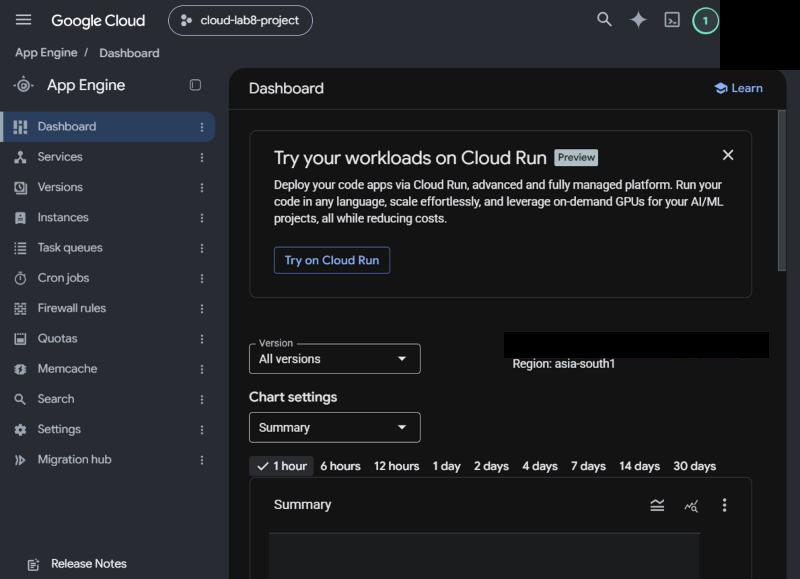 Google Cloud
cloud-lab8-project
1
App Engine / Dashboard
App Engine
Dashboard
Services
Versions
Instances
Task queues
Cron jobs
Firewall rules
Quotas
Memcache
Search
Settings
Migration hub
Release Notes
Dashboard
Learn
Try your workloads on Cloud Run Preview
Deploy your code apps via Cloud Run, advanced and fully managed platform. Run your
code in any language, scale effortlessly, and leverage on-demand GPUs for your AI/ML
projects, all while reducing costs.
Try on Cloud Run
Version
All versions
Region: asia-south1
Chart settings
Summary
1 hour 6 hours 12 hours 1 day 2 days 4 days 7 days 14 days 30 days
Summary